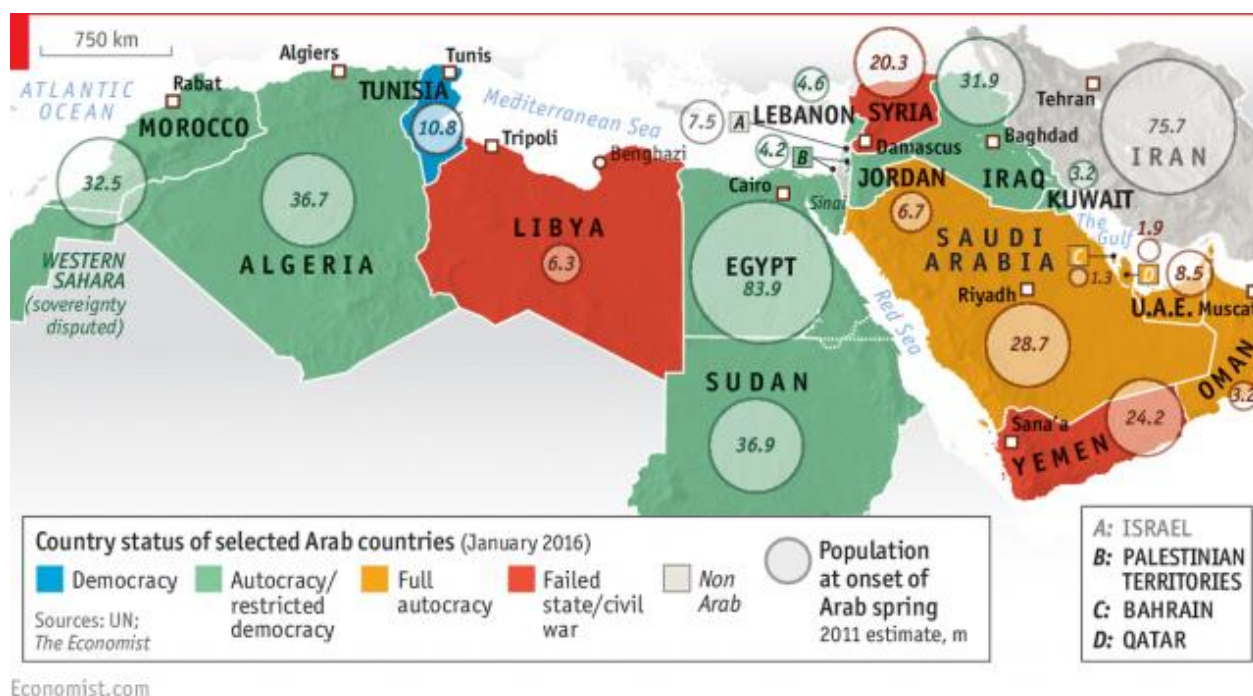 750 km
Algiers
Tunis
Rabat
ATLANTIC
OCEAN
TUNISIA
MOROCCO
Mediterranean Sea
10.8
Tripoli
Benghazi
32.5
36.7
ALGERIA
LIBYA
6.3
WESTERN
SAHARA
(sovereignty
disputed)
4.6
20.3
31.9
Tehran
7.5
A
LEBANON
SYRIA
75.7
IRAN
4.2
B
Damascus
Baghdad
Cairo
Sinai
JORDAN
IRAQ
3.2
KUWAIT
6.7
The
Gulf
1.9
EGYPT
83.9
SAUDI
ARABIA
C
1.3
D
8.5
Riyadh
U.A.E.
Muscat
Red Sea
28.7
OMAN
3.2
SUDAN
36.9
Sana'a
24.2
YEMEN
Country status of selected Arab countries (January 2016)
Democracy
Autocracy/
restricted
democracy
Full
autocracy
Failed
state/civil
war
Non
Arab
Population
at onset of
Arab spring
2011 estimate, m
Sources: UN;
The Economist
A: ISRAEL
B: PALESTINIAN
TERRITORIES
C: BAHRAIN
D: QATAR
Economist.com